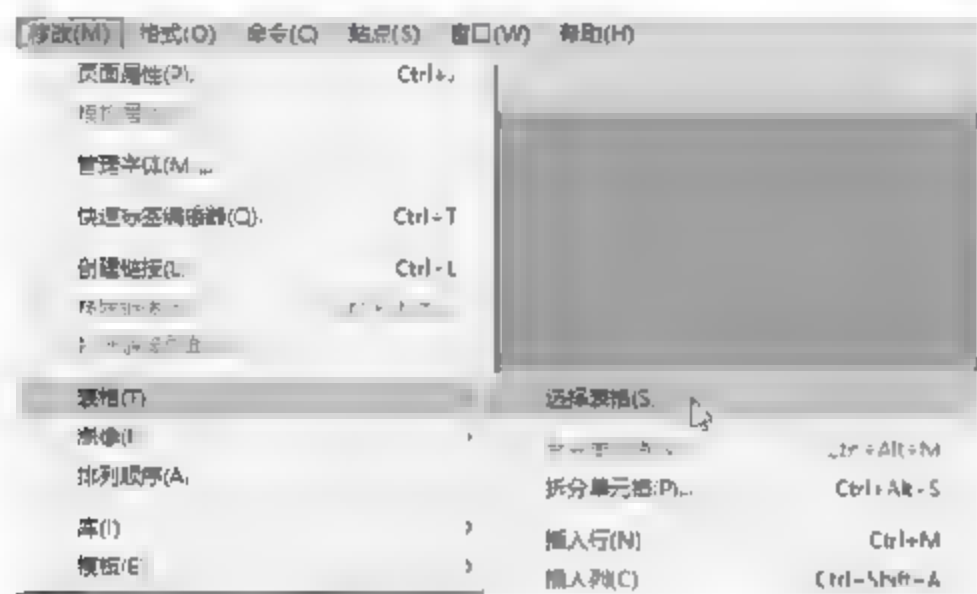 修改(M) 格式(O) 命令(C) 站点(S) 窗口(W) 帮助(H)
页面属性(P)... Ctrl+J
管理字体(M)...
快速标签编辑器(Q)... Ctrl+T
创建链接(L) Ctrl+L
表格(T)
选择表格(S)
图像(I)
Ctrl+Alt+M
排列顺序(A)
拆分单元格(P)... Ctrl+Alt+S
库(I)
插入行(N) Ctrl+M
模板(E)
插入列(C) Ctrl+Shift+A